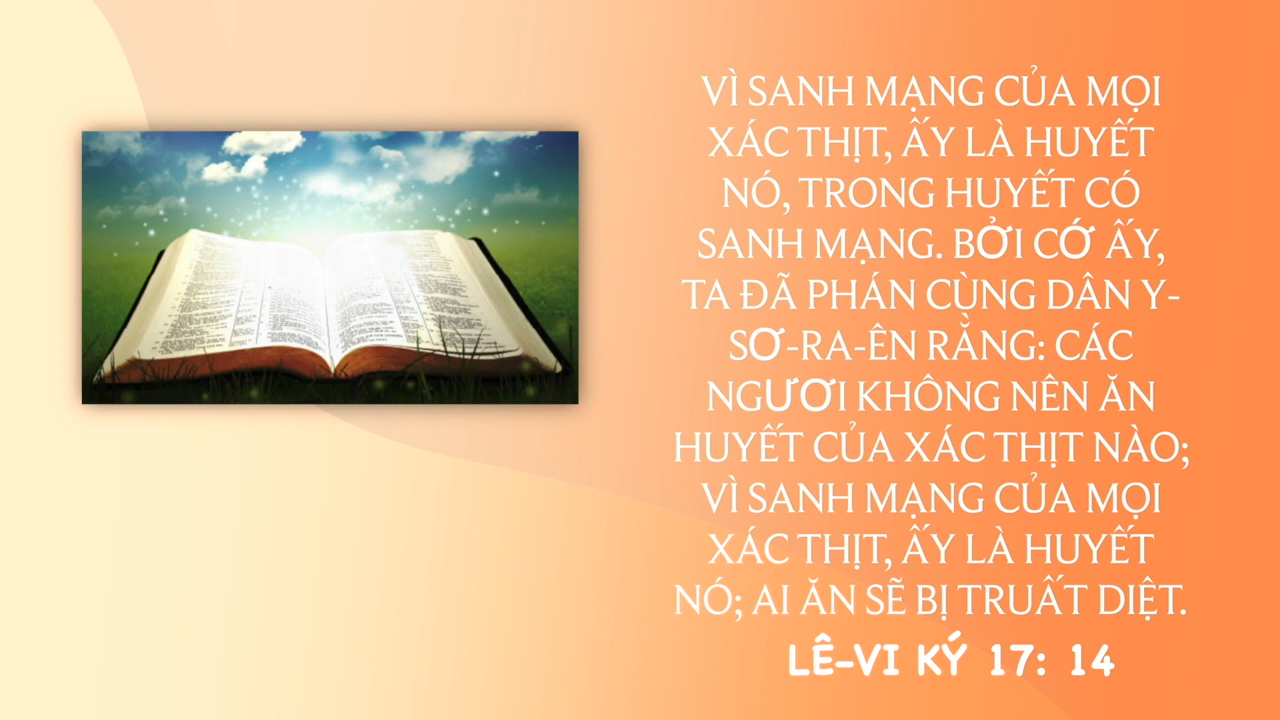 VÌ SANH MẠNG CỦA MỌI
XÁC THỊT, ẤY LÀ HUYẾT
NÓ, TRONG HUYẾT CÓ
SANH MẠNG. BỞI CỚ ẤY,
TA ĐÃ PHÁN CÙNG DÂN Y-
SƠ-RA-ÊN RẰNG: CÁC
NGƯƠI KHÔNG NÊN ĂN
HUYẾT CỦA XÁC THỊT NÀO;
VÌ SANH MẠNG CỦA MỌI
XÁC THỊT, ẤY LÀ HUYẾT
NÓ; AI ĂN SẼ BỊ TRUẤT DIỆT.
LÊ-VI KÝ 17: 14